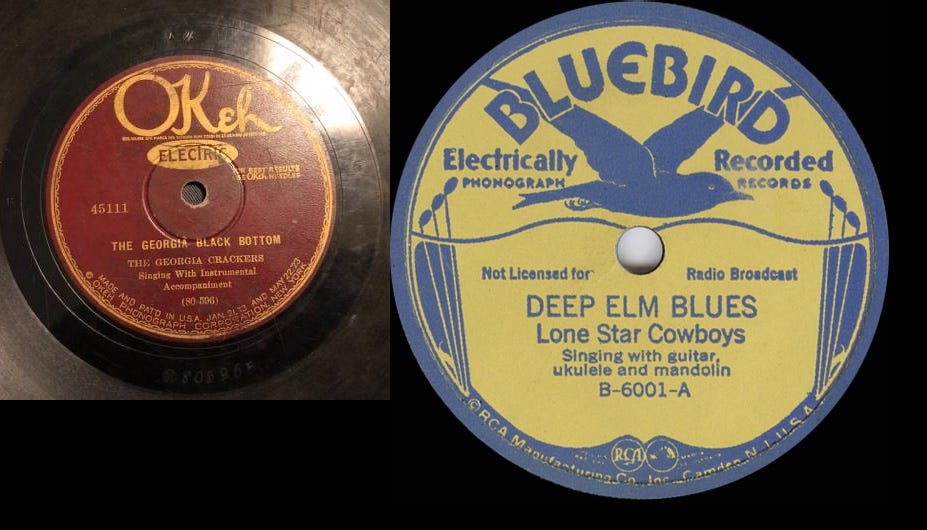 OKeh
ELECTRIC
FOR BEST RESULTS
USE OKeh NEEDLES
45111
THE GEORGIA BLACK BOTTOM
THE GEORGIA CRACKERS
Singing With Instrumental
Accompaniment
(80-596)
© MADE AND PAT'D IN U.S.A. JAN. 21, '13 AND MAY 22, '23
OKEH PHONOGRAPH CORPORATION, NEW YORK
80596
BLUEBIRD
Electrically Recorded
PHONOGRAPH RECORDS
Not Licensed for Radio Broadcast
DEEP ELM BLUES
Lone Star Cowboys
Singing with guitar,
ukulele and mandolin
B-6001-A
RCA
© RCA Manufacturing Co., Inc., Camden, N.J. U.S.A.